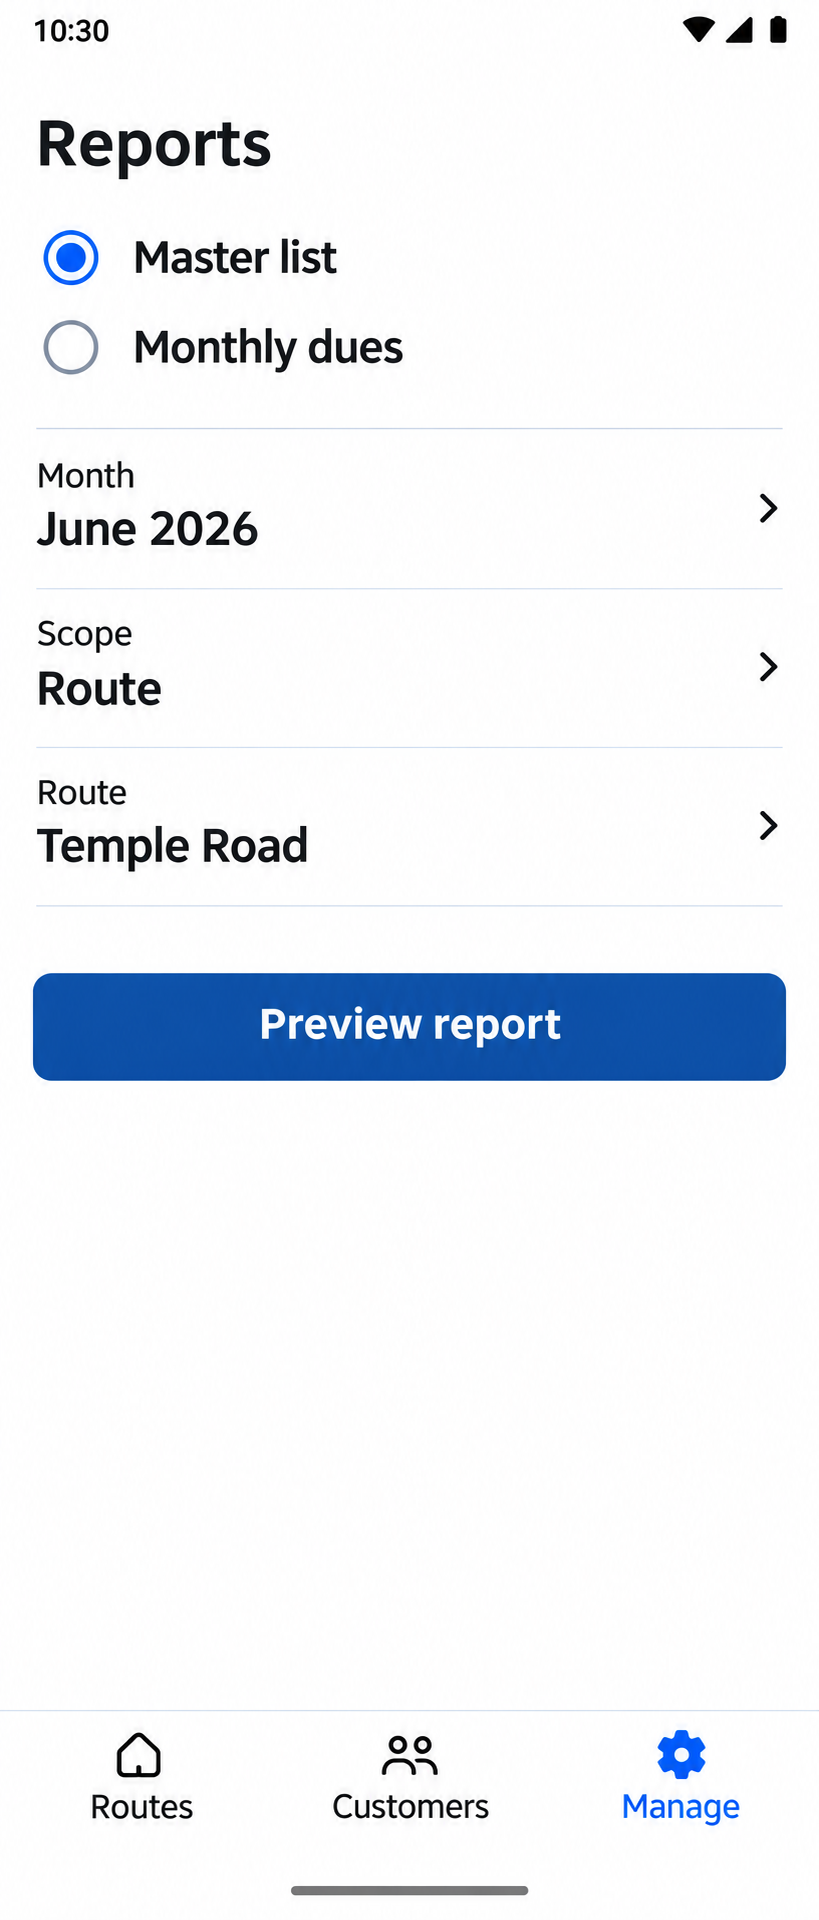 10:30
Reports
Master list
Monthly dues
Month
June 2026
Scope
Route
Route
Temple Road
Preview report
Routes
Customers
Manage